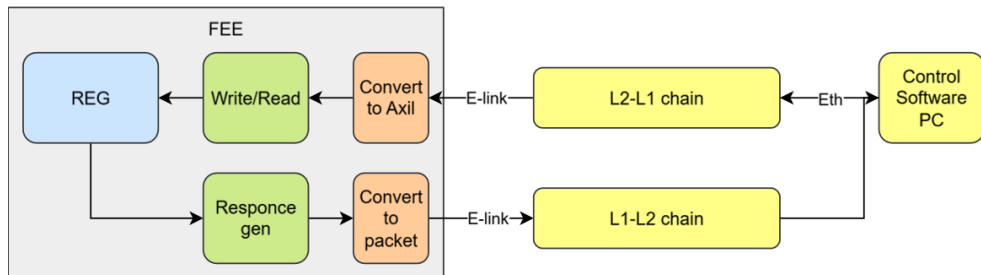 FEE
REG
Write/Read
Convert
to Axil
E-link
L2-L1 chain
Eth
Control
Software
PC
Responce
gen
Convert
to
packet
E-link
L1-L2 chain